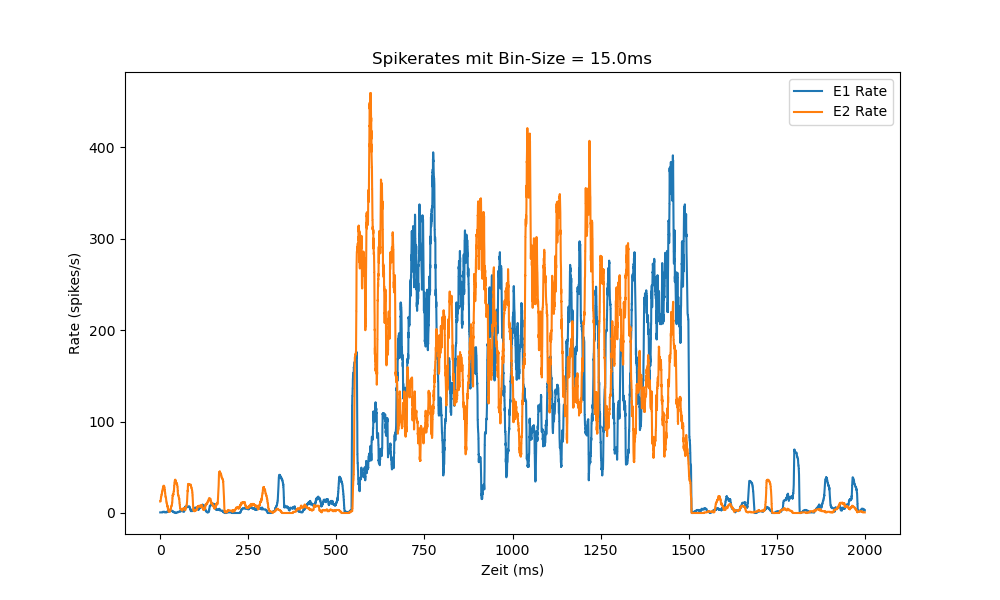 Spikerates mit Bin-Size = 15.0ms
E1 Rate
E2 Rate
400
300
200
100
0
Rate (spikes/s)
0 250 500 750 1000 1250 1500 1750 2000
Zeit (ms)